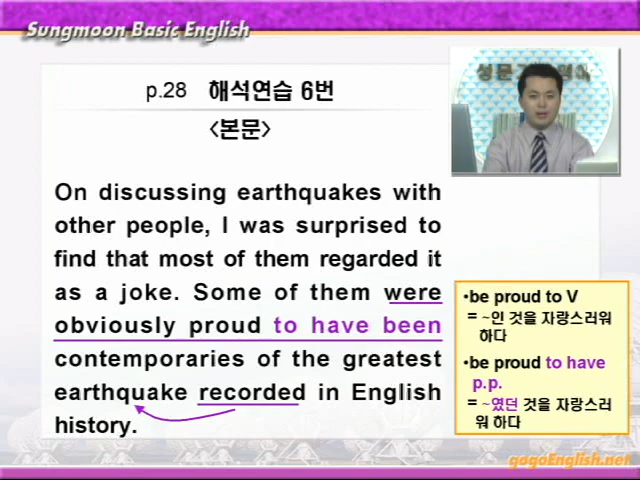 Sungmoon Basic English
p.28 해석연습 6번
<본문>
On discussing earthquakes with
other people, I was surprised to
find that most of them regarded it
as a joke. Some of them were
obviously proud to have been
contemporaries of the greatest
earthquake recorded in English
history.
•be proud to V
= ~인 것을 자랑스러워
하다
•be proud to have
p.p.
= ~였던 것을 자랑스러
워 하다
gogoEnglish.net